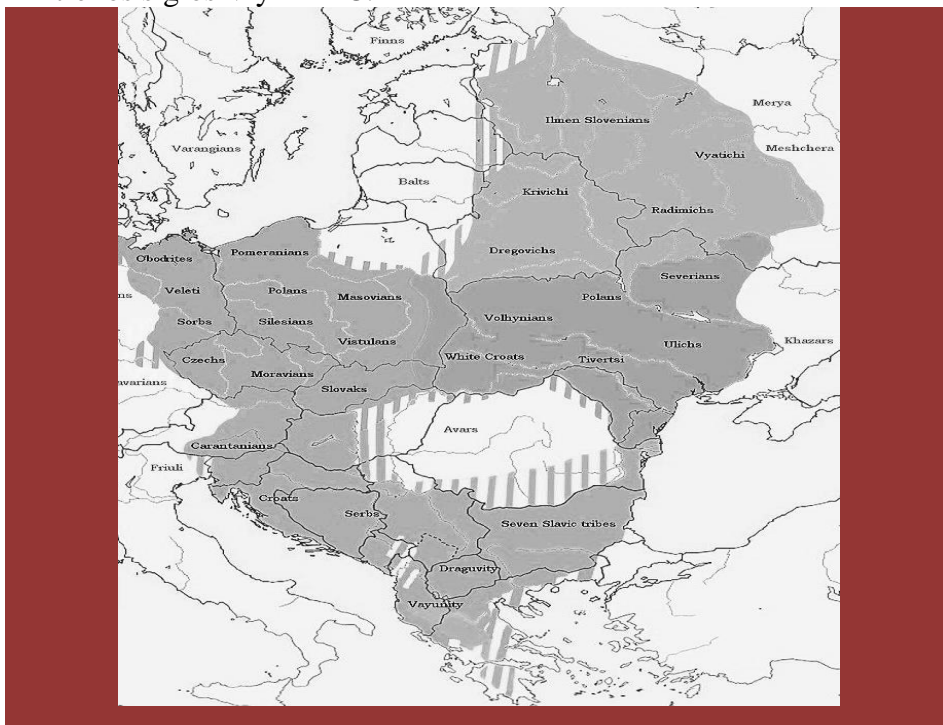 Finns
Merya
Ilmen Slovenians
Varangians
Meshchera
Vyatichi
Balts
Krivichi
Radimichs
Dregovichs
Pomeranians
Obodrites
Severians
Veleti
Polans
Masovians
Polans
Volhynians
Sorbs
Silesians
Vistulans
Ulichs
Khazars
White Croats
Tivertsi
Czechs
Moravians
Slovaks
avarians
Avars
Carantanians
Friuli
Croats
Serbs
Seven Slavic tribes
Draguvity
Vayunity